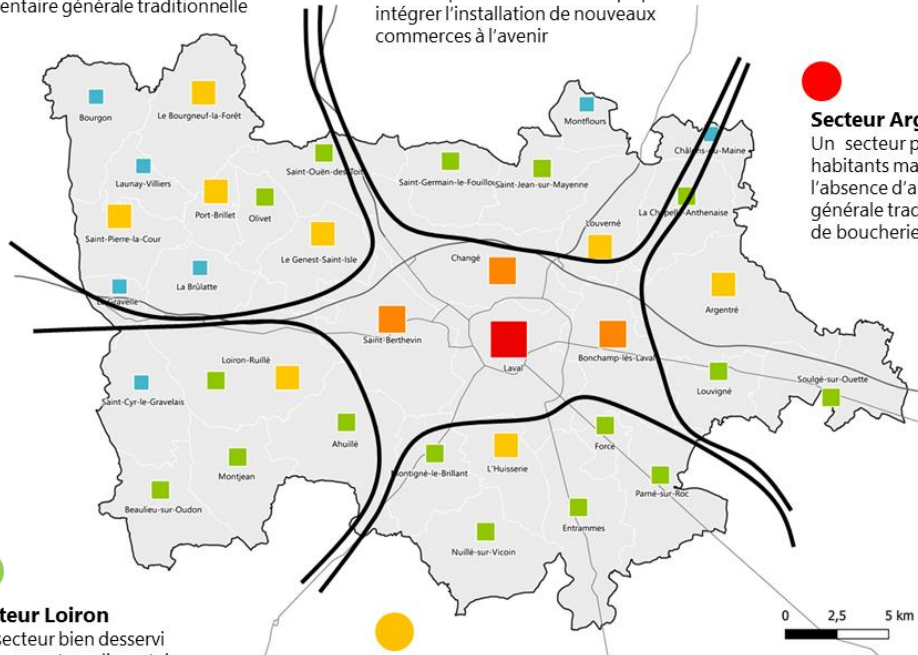 entaire générale traditionnelle
intégrer l'installation de nouveaux
commerces à l'avenir
Secteur Arg
Un secteur p
habitants ma
l'absence d'a
générale trac
de boucherie
Bourgon
Le Bourgneuf-la-Forêt
Montflours
Châlons-du-Maine
Launay-Villiers
Saint-Ouën-des-Toits
Saint-Germain-le-Fouilloux
Saint-Jean-sur-Mayenne
La Chapelle-Anthenaise
Saint-Pierre-la-Cour
Port-Brillet
Olivet
Louverné
Le Genest-Saint-Isle
Changé
La Brûlatte
La Gravelle
Argentré
Saint-Berthevin
Laval
Bonchamp-lès-Laval
Loiron-Ruillé
Saint-Cyr-le-Gravelais
Louvigné
Soulgé-sur-Ouette
Ahuillé
Forcé
Montigné-le-Brillant
L'Huisserie
Montjean
Parné-sur-Roc
Beaulieu-sur-Oudon
Entrammes
Nuillé-sur-Vicoin
0 2,5 5 km
teur Loiron
secteur bien desservi